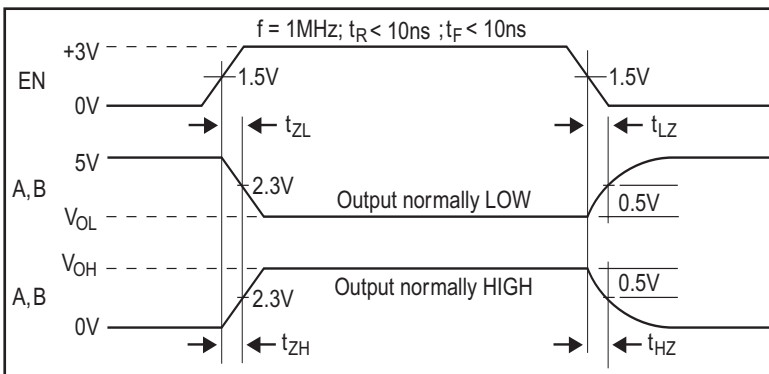 f = 1MHz; tR < 10ns ; tF < 10ns
+3V
EN
1.5V
1.5V
0V
tZL
tLZ
5V
A,B
2.3V
Output normally LOW
0.5V
VOL
VOH
A,B
2.3V
Output normally HIGH
0.5V
0V
tZH
tHZ